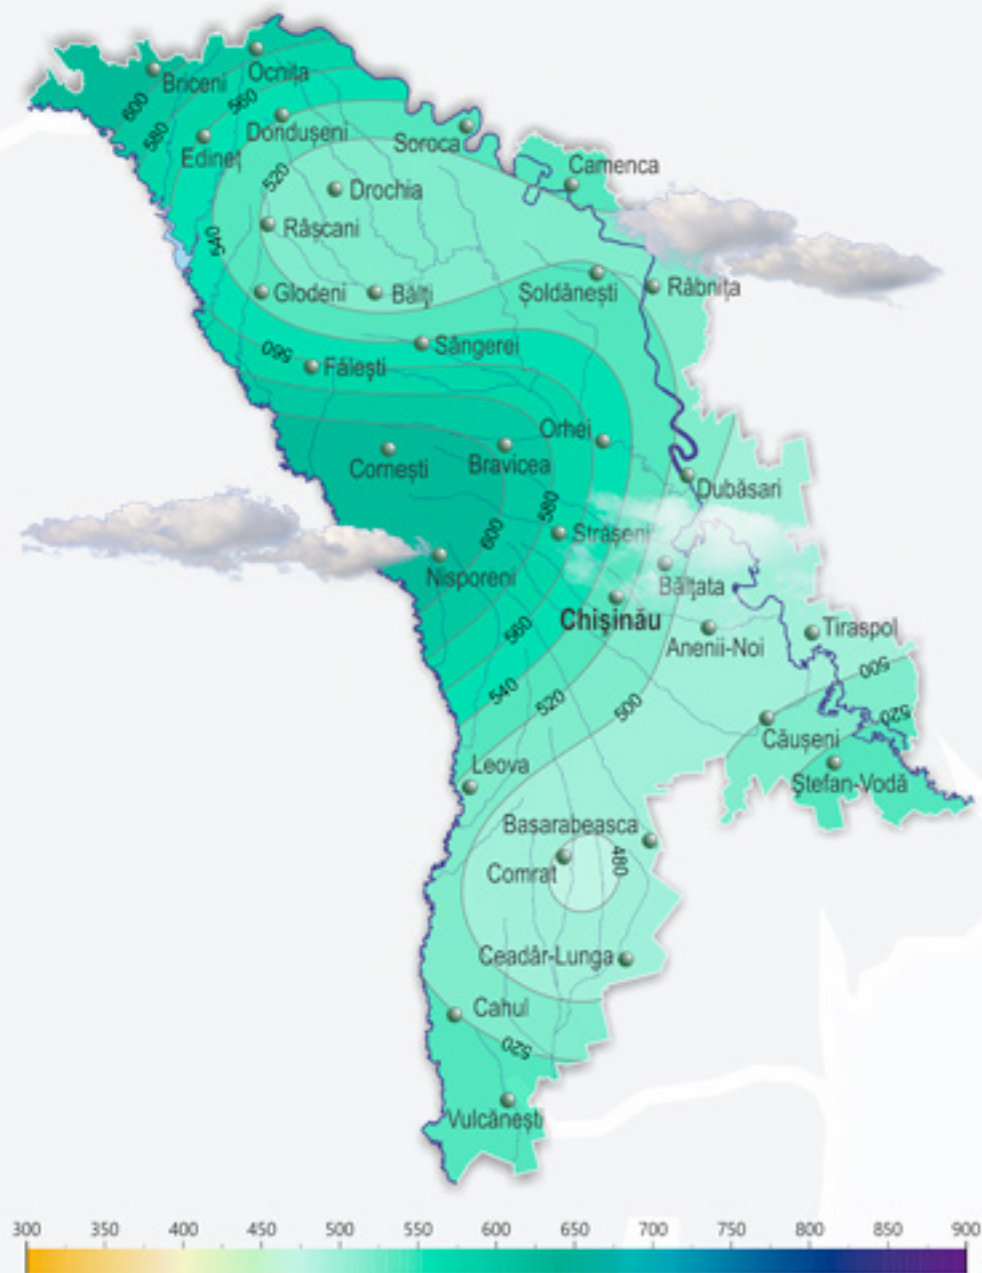 Ocnița
Briceni
600
560
580
Dondușeni
Soroca
Edineț
Camenca
520
Drochia
Râșcani
540
Glodeni
Bălți
Șoldănești
Râbnița
560
Sângerei
Fălești
Orhei
Cornești
Bravicea
Dubăsari
580
600
Strășeni
Nisporeni
Bălțata
Chișinău
Tiraspol
560
Anenii-Noi
500
540
520
500
520
Căușeni
Leova
Ștefan-Vodă
Basarabeasca
480
Comrat
Ceadâr-Lunga
Cahul
520
Vulcănești
300 350 400 450 500 550 600 650 700 750 800 850 900